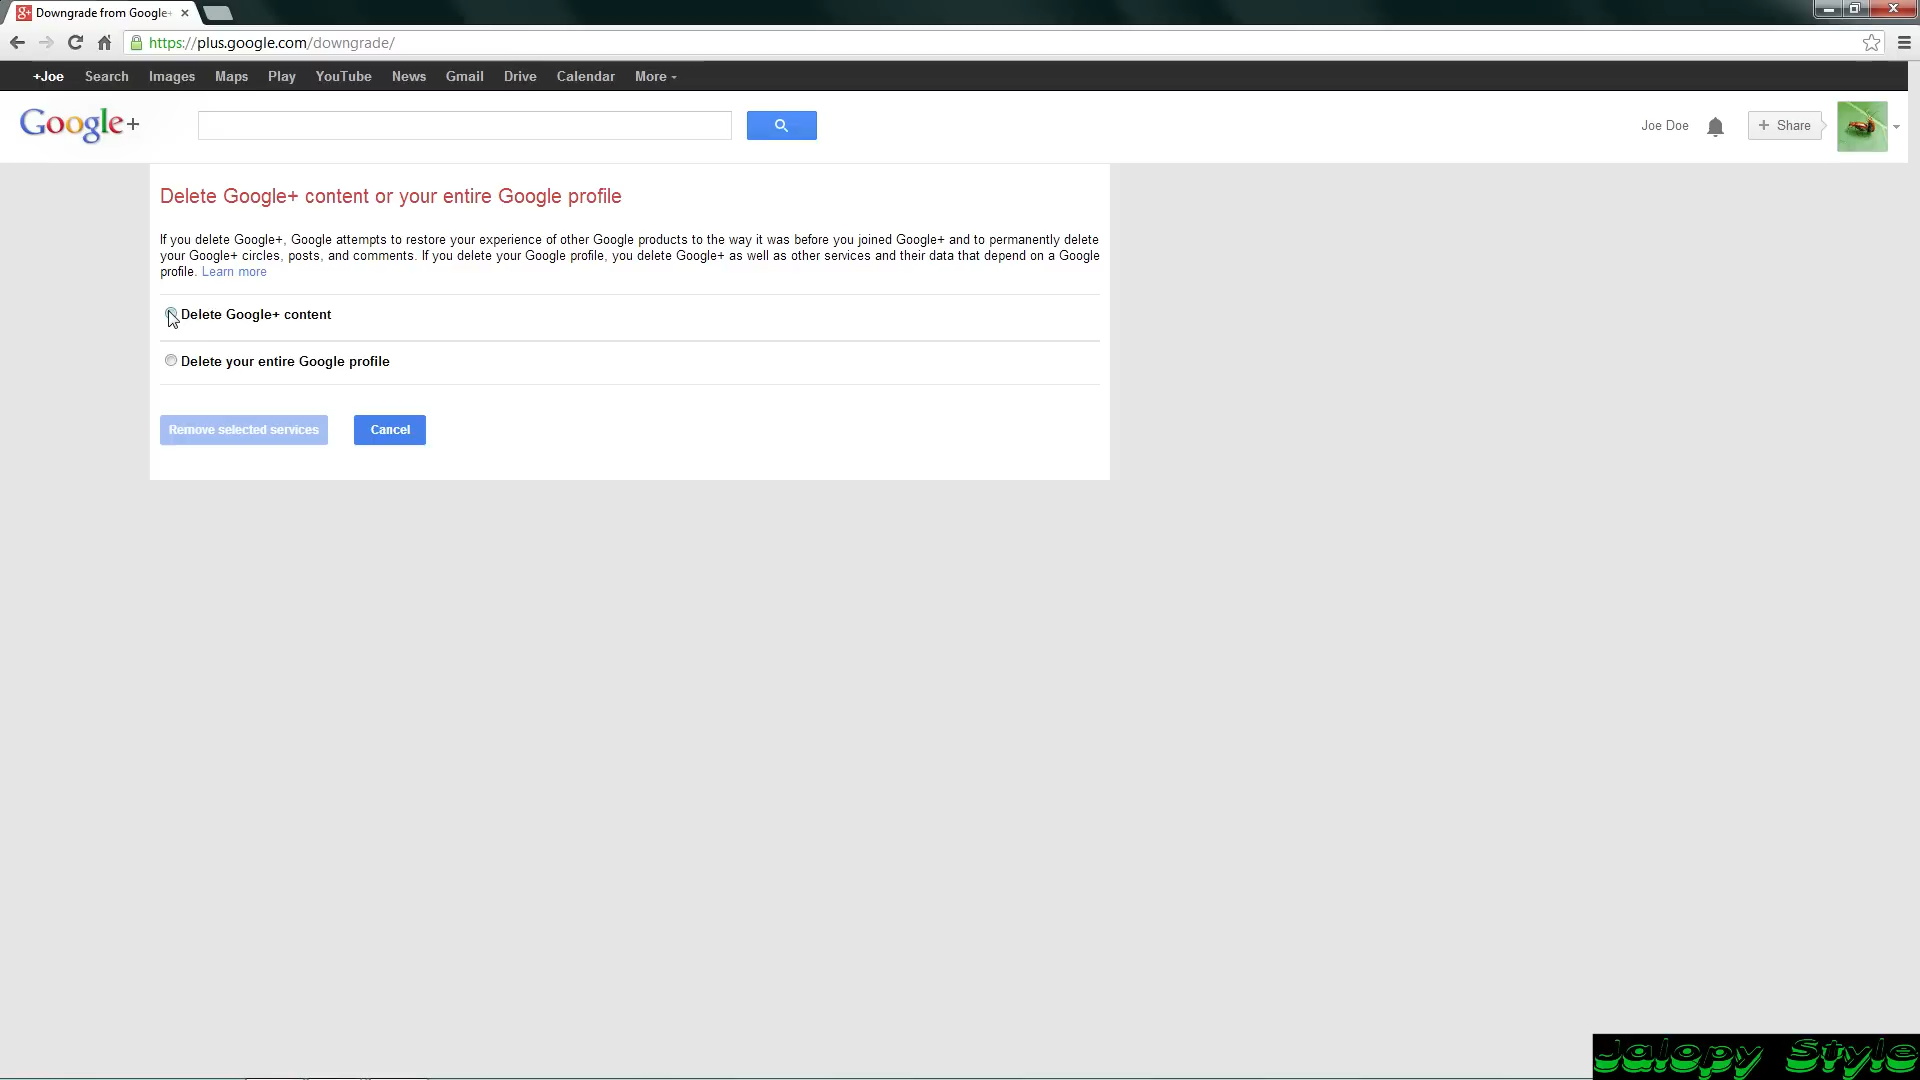 Downgrade from Google+
https://plus.google.com/downgrade/
+Joe Search Images Maps Play YouTube News Gmail Drive Calendar More
Google+
Joe Doe
+ Share
Delete Google+ content or your entire Google profile
If you delete Google+, Google attempts to restore your experience of other Google products to the way it was before you joined Google+ and to permanently delete
your Google+ circles, posts, and comments. If you delete your Google profile, you delete Google+ as well as other services and their data that depend on a Google
profile. Learn more
Delete Google+ content
Delete your entire Google profile
Remove selected services Cancel
Jalopy Style